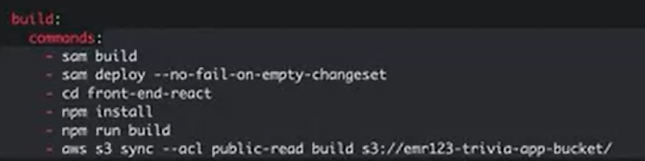 build:
commands:
- sam build
- sam deploy --no-fail-on-empty-changeset
- cd front-end-react
- npm install
- npm run build
- aws s3 sync --acl public-read build s3://emr123-trivia-app-bucket/